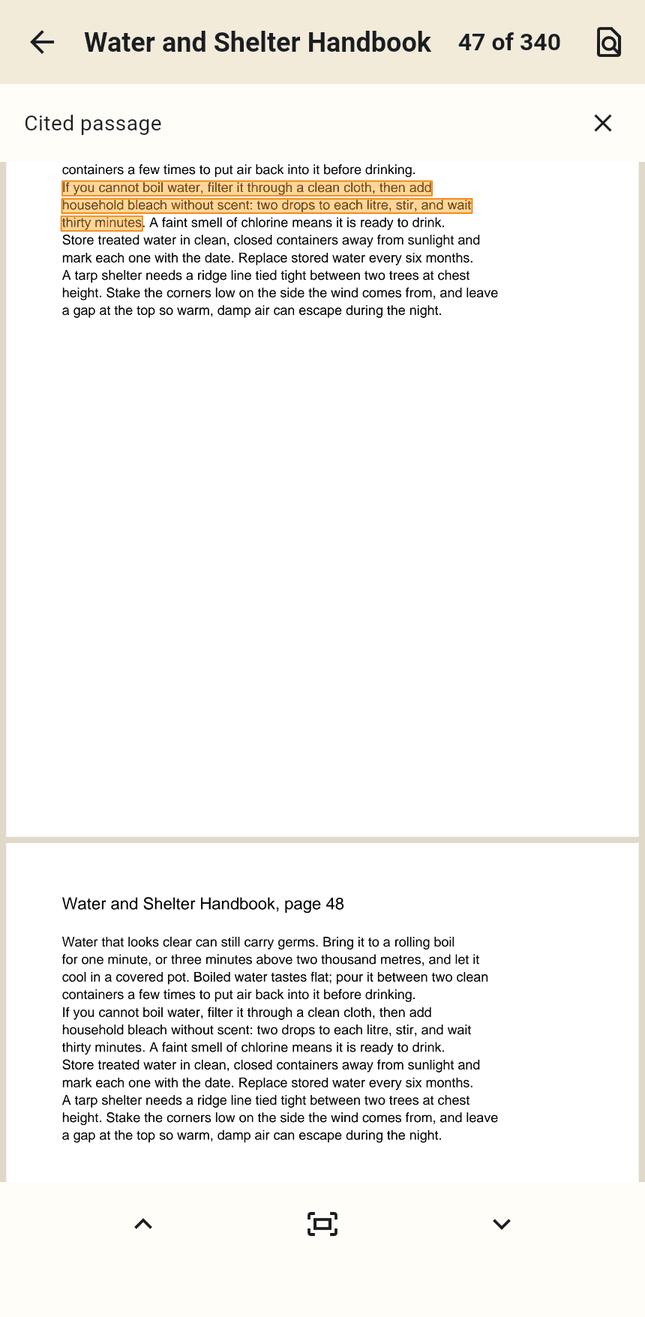 Water and Shelter Handbook 47 of 340
Cited passage
containers a few times to put air back into it before drinking.
If you cannot boil water, filter it through a clean cloth, then add
household bleach without scent: two drops to each litre, stir, and wait
thirty minutes. A faint smell of chlorine means it is ready to drink.
Store treated water in clean, closed containers away from sunlight and
mark each one with the date. Replace stored water every six months.
A tarp shelter needs a ridge line tied tight between two trees at chest
height. Stake the corners low on the side the wind comes from, and leave
a gap at the top so warm, damp air can escape during the night.
Water and Shelter Handbook, page 48
Water that looks clear can still carry germs. Bring it to a rolling boil
for one minute, or three minutes above two thousand metres, and let it
cool in a covered pot. Boiled water tastes flat; pour it between two clean
containers a few times to put air back into it before drinking.
If you cannot boil water, filter it through a clean cloth, then add
household bleach without scent: two drops to each litre, stir, and wait
thirty minutes. A faint smell of chlorine means it is ready to drink.
Store treated water in clean, closed containers away from sunlight and
mark each one with the date. Replace stored water every six months.
A tarp shelter needs a ridge line tied tight between two trees at chest
height. Stake the corners low on the side the wind comes from, and leave
a gap at the top so warm, damp air can escape during the night.